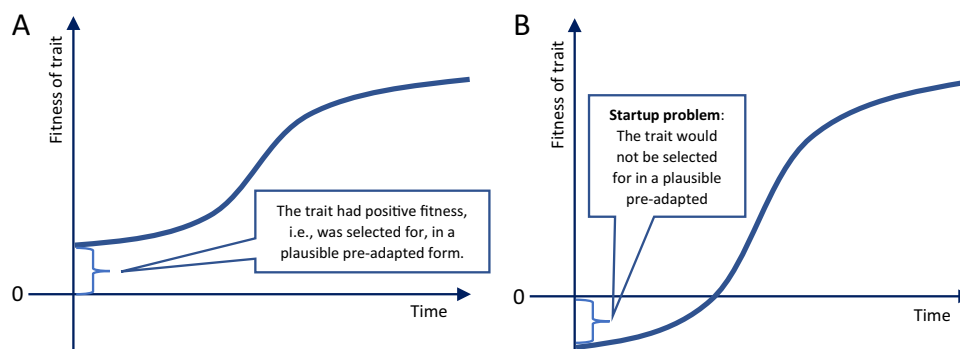 A
Fitness of trait
The trait had positive fitness,
i.e., was selected for, in a
plausible pre-adapted form.
0
Time
B
Fitness of trait
Startup problem:
The trait would
not be selected
for in a plausible
pre-adapted
0
Time